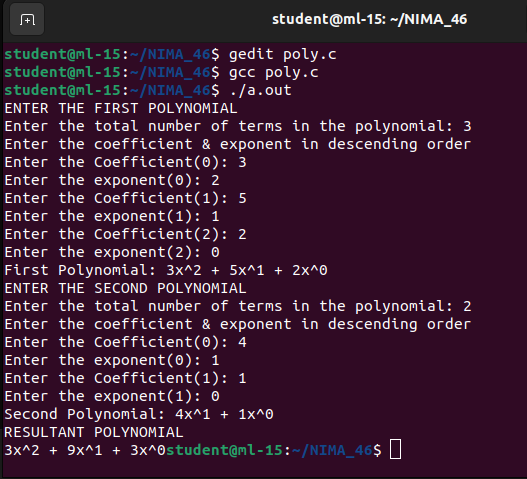 student@ml-15: ~/NIMA_46
student@ml-15:~/NIMA_46$ gedit poly.c
student@ml-15:~/NIMA_46$ gcc poly.c
student@ml-15:~/NIMA_46$ ./a.out
ENTER THE FIRST POLYNOMIAL
Enter the total number of terms in the polynomial: 3
Enter the coefficient & exponent in descending order
Enter the Coefficient(0): 3
Enter the exponent(0): 2
Enter the Coefficient(1): 5
Enter the exponent(1): 1
Enter the Coefficient(2): 2
Enter the exponent(2): 0
First Polynomial: 3x^2 + 5x^1 + 2x^0
ENTER THE SECOND POLYNOMIAL
Enter the total number of terms in the polynomial: 2
Enter the coefficient & exponent in descending order
Enter the Coefficient(0): 4
Enter the exponent(0): 1
Enter the Coefficient(1): 1
Enter the exponent(1): 0
Second Polynomial: 4x^1 + 1x^0
RESULTANT POLYNOMIAL
3x^2 + 9x^1 + 3x^0student@ml-15:~/NIMA_46$